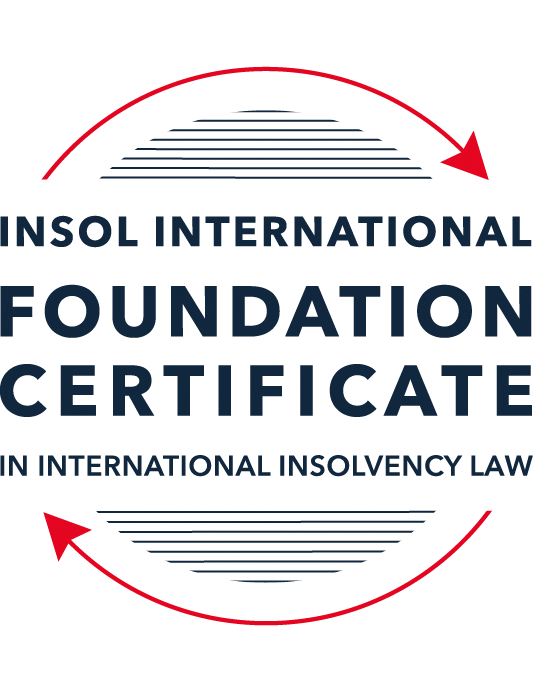 INSOL INTERNATIONAL
FOUNDATION
CERTIFICATE
IN INTERNATIONAL INSOLVENCY LAW